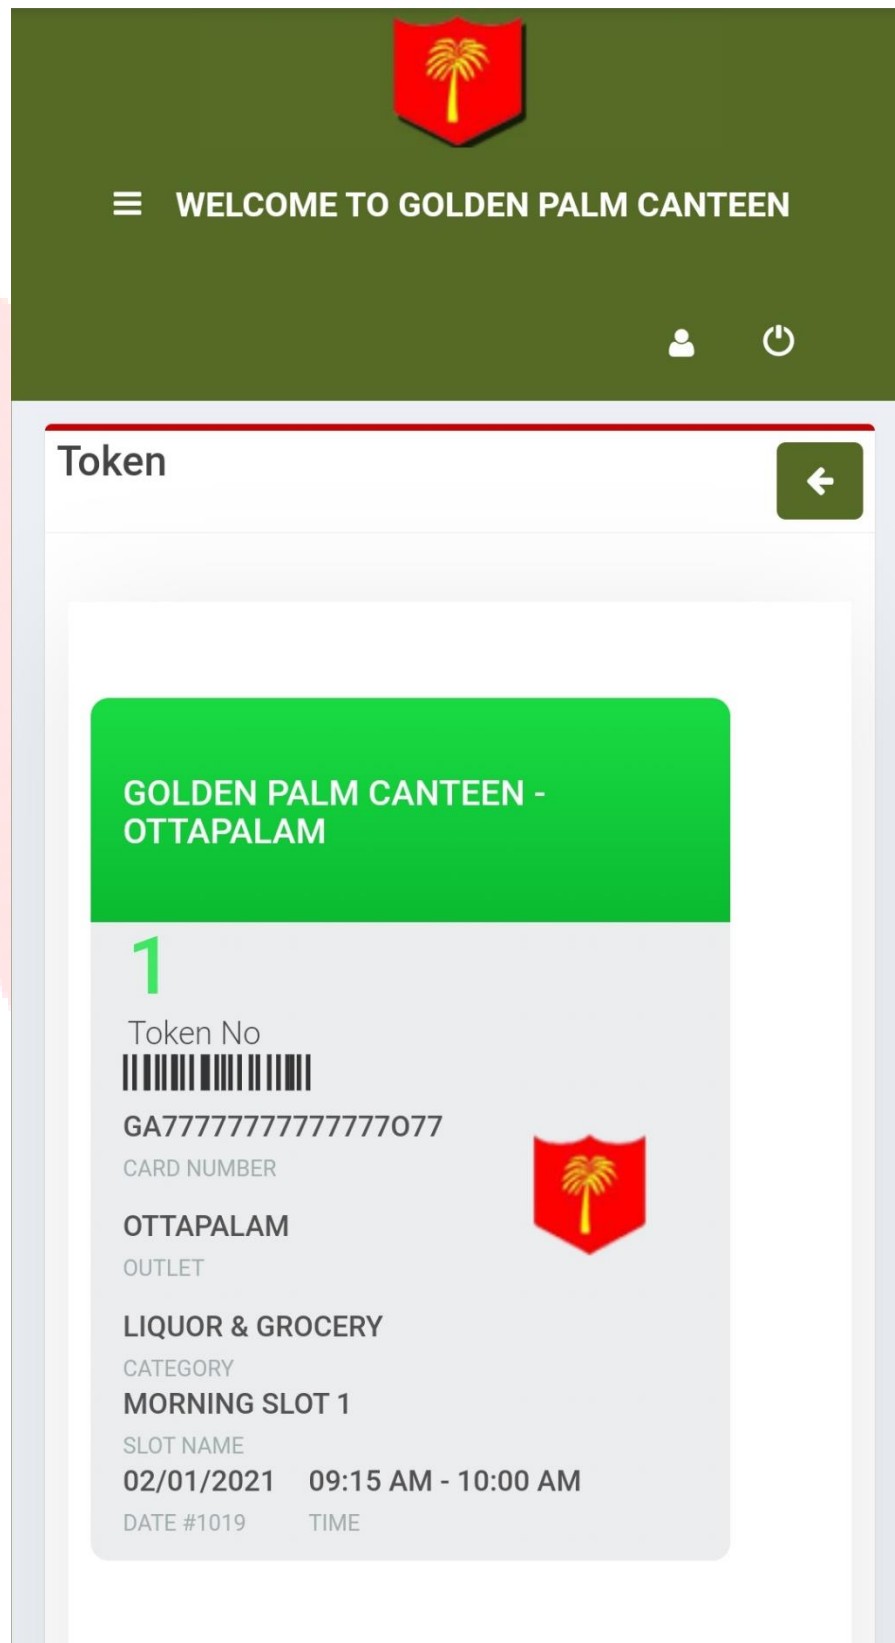 WELCOME TO GOLDEN PALM CANTEEN
Token
GOLDEN PALM CANTEEN -
OTTAPALAM
1
Token No
GA77777777777777O77
CARD NUMBER
OTTAPALAM
OUTLET
LIQUOR & GROCERY
CATEGORY
MORNING SLOT 1
SLOT NAME
02/01/2021 09:15 AM - 10:00 AM
DATE #1019 TIME